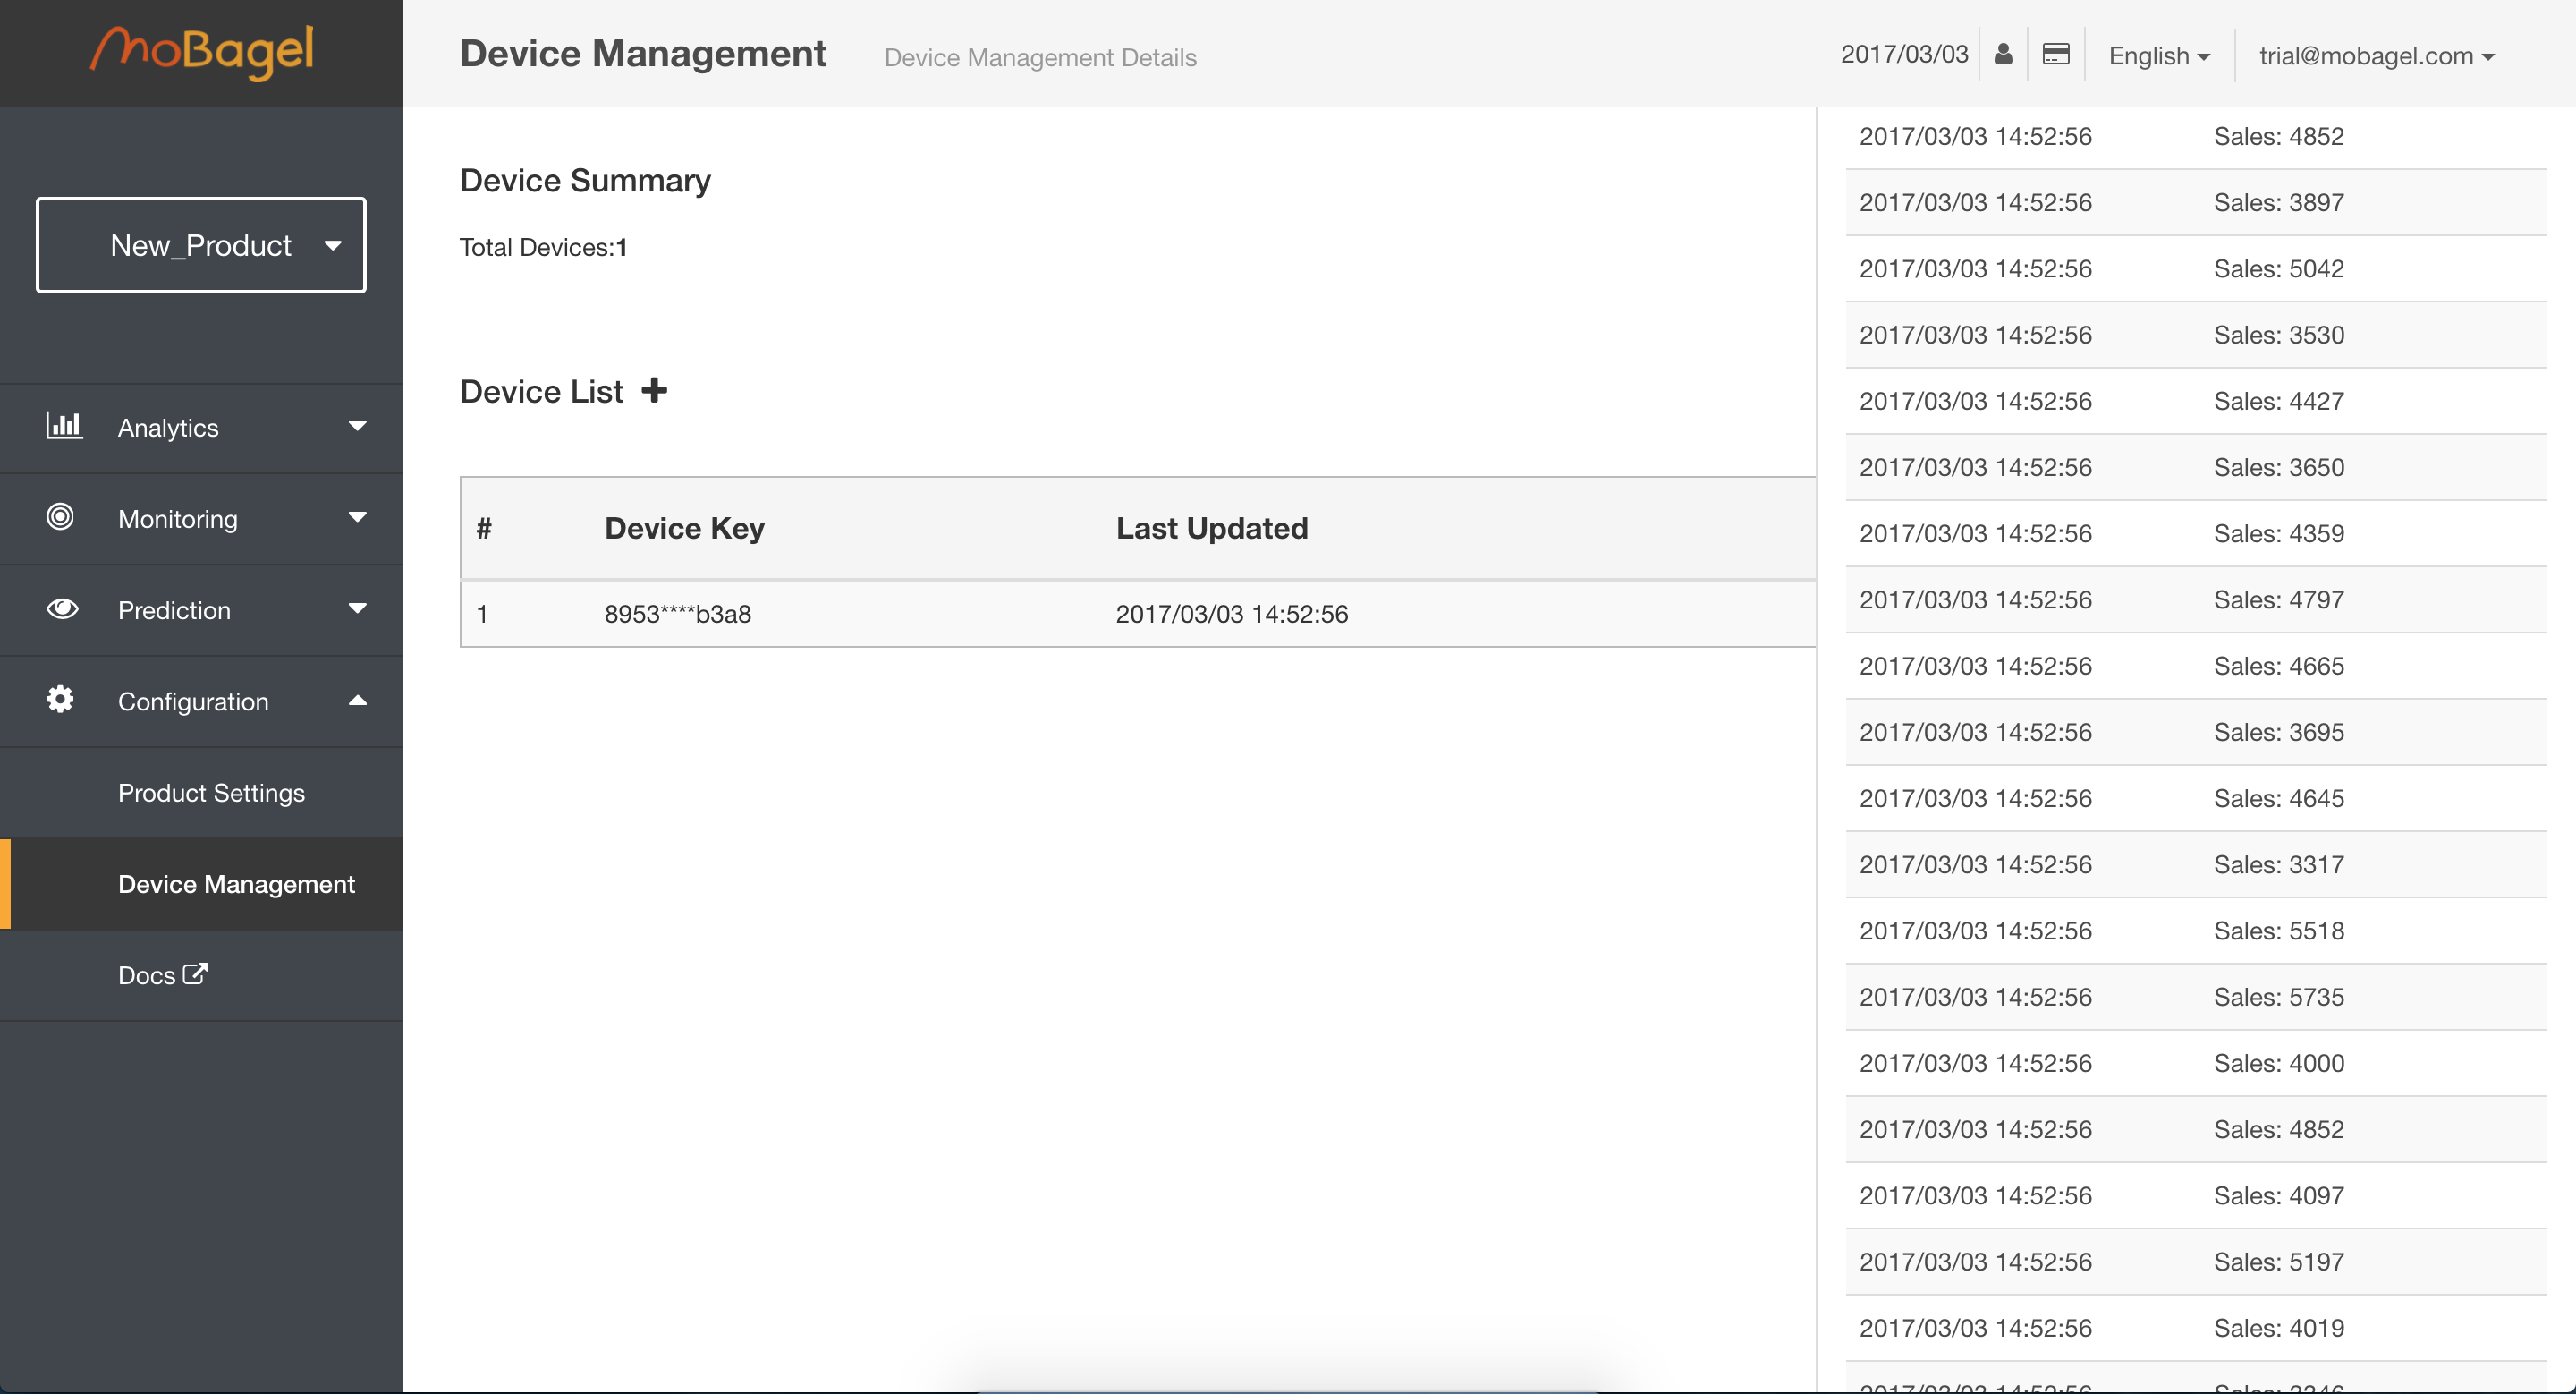 moBagel
Device Management Device Management Details 2017/03/03 English trial@mobagel.com
New_Product
Analytics
Monitoring
Prediction
Configuration
Product Settings
Device Management
Docs
Device Summary
Total Devices:1
Device List
# Device Key Last Updated
1 8953****b3a8 2017/03/03 14:52:56
2017/03/03 14:52:56 Sales: 4852
2017/03/03 14:52:56 Sales: 3897
2017/03/03 14:52:56 Sales: 5042
2017/03/03 14:52:56 Sales: 3530
2017/03/03 14:52:56 Sales: 4427
2017/03/03 14:52:56 Sales: 3650
2017/03/03 14:52:56 Sales: 4359
2017/03/03 14:52:56 Sales: 4797
2017/03/03 14:52:56 Sales: 4665
2017/03/03 14:52:56 Sales: 3695
2017/03/03 14:52:56 Sales: 4645
2017/03/03 14:52:56 Sales: 3317
2017/03/03 14:52:56 Sales: 5518
2017/03/03 14:52:56 Sales: 5735
2017/03/03 14:52:56 Sales: 4000
2017/03/03 14:52:56 Sales: 4852
2017/03/03 14:52:56 Sales: 4097
2017/03/03 14:52:56 Sales: 5197
2017/03/03 14:52:56 Sales: 4019